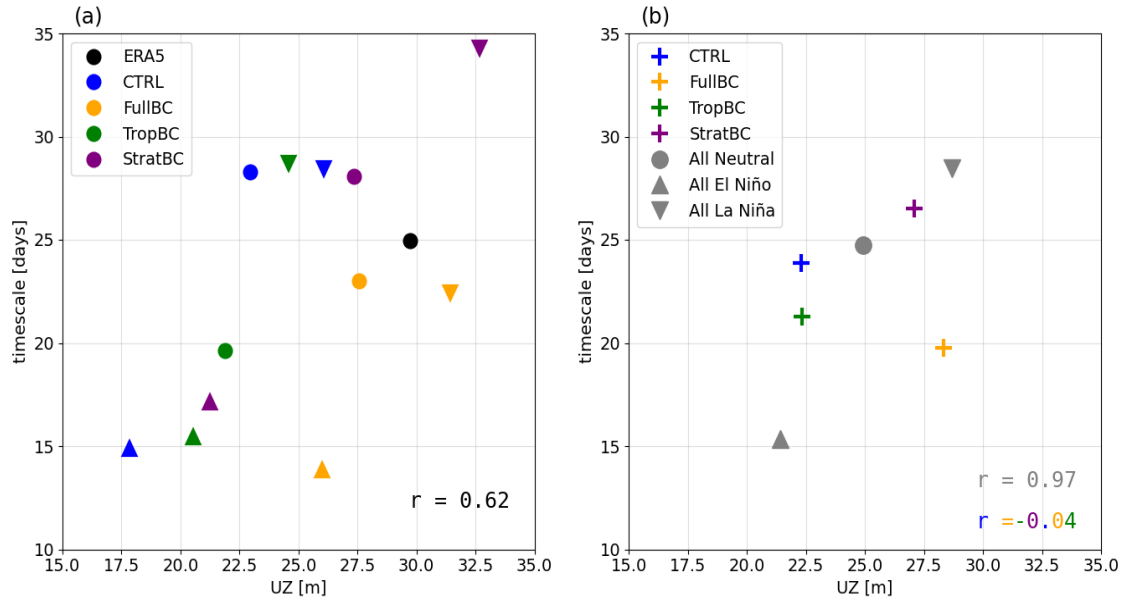 (a)
35
30
25
20
15
10
timescale [days]
ERA5
CTRL
FullBC
TropBC
StratBC
r = 0.62
15.0 17.5 20.0 22.5 25.0 27.5 30.0 32.5 35.0
UZ [m]
(b)
35
30
25
20
15
10
timescale [days]
CTRL
FullBC
TropBC
StratBC
All Neutral
All El Niño
All La Niña
r = 0.97
r =-0.04
15.0 17.5 20.0 22.5 25.0 27.5 30.0 32.5 35.0
UZ [m]